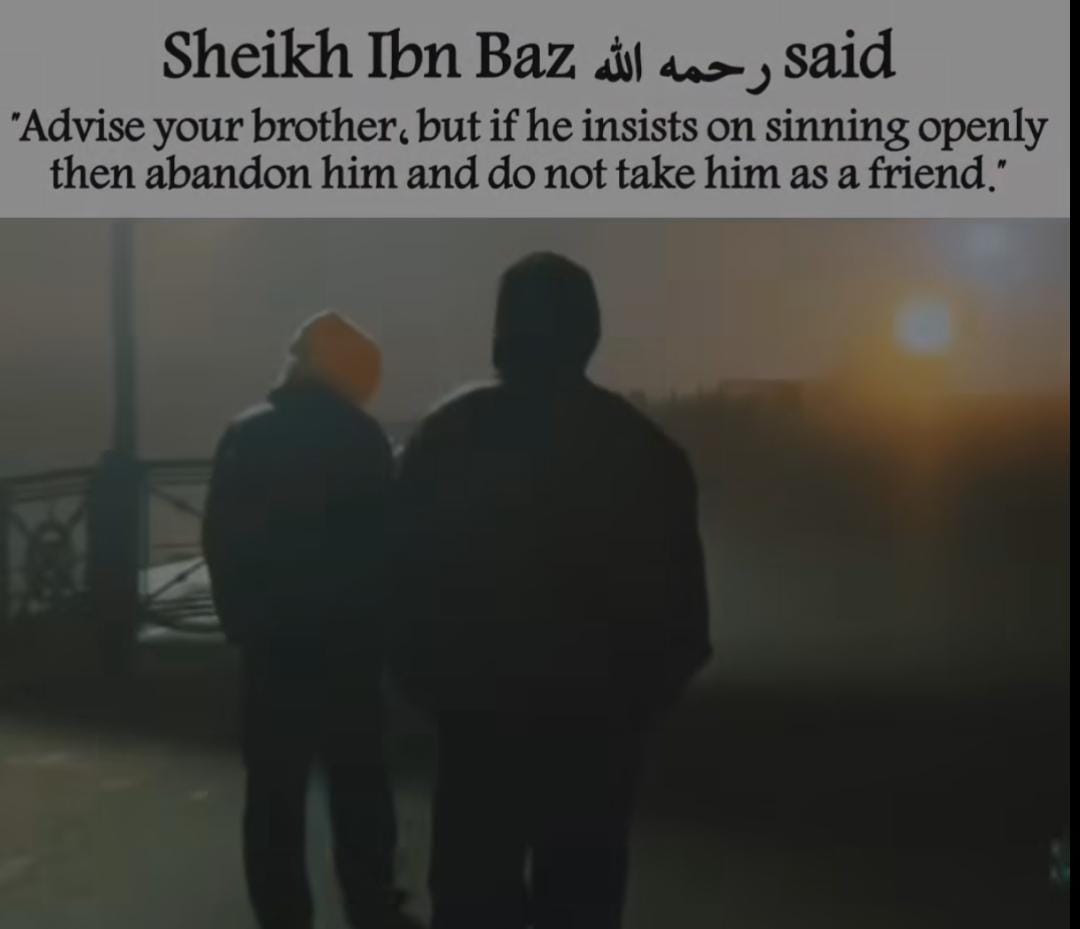 Sheikh Ibn Baz رحمه الله said
"Advise your brother، but if he insists on sinning openly
then abandon him and do not take him as a friend."